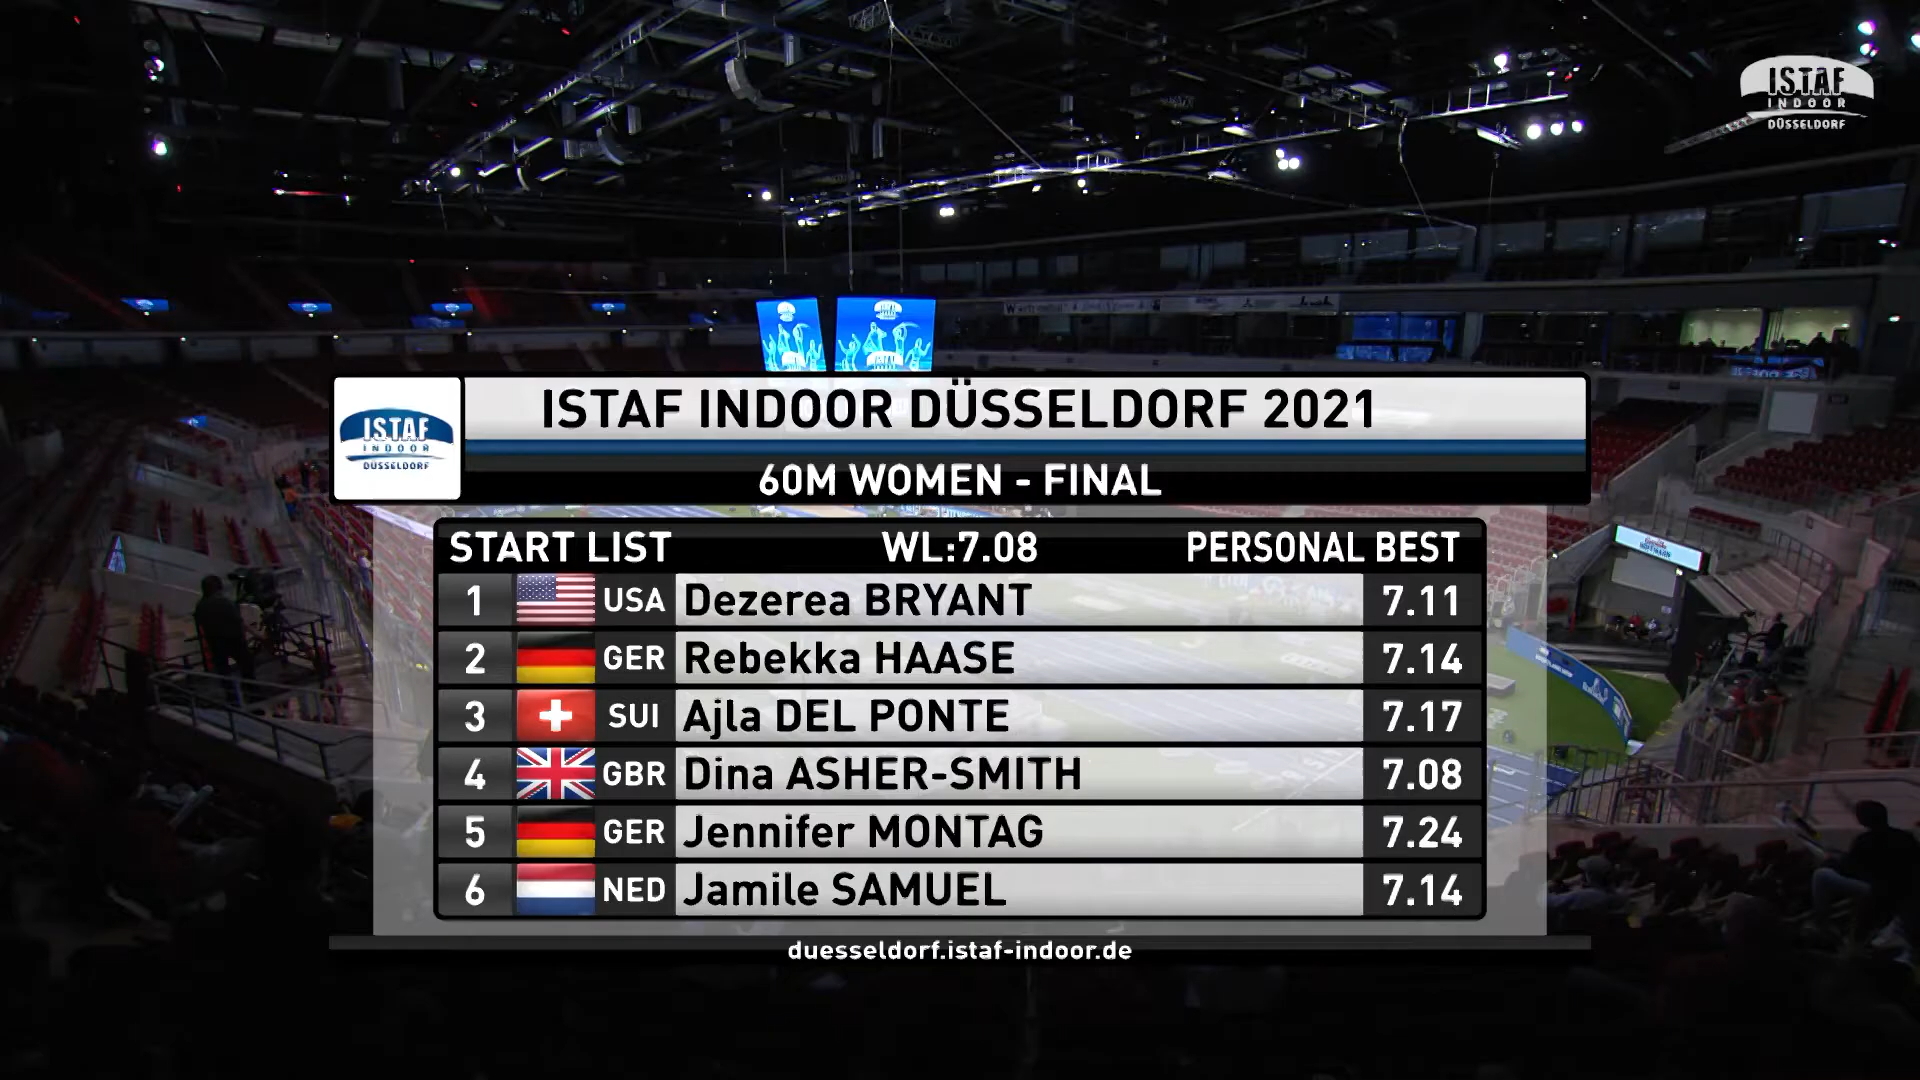 ISTAF
INDOOR
DÜSSELDORF
ISTAF INDOOR DÜSSELDORF 2021
ISTAF
INDOOR
DÜSSELDORF
60M WOMEN - FINAL
START LIST WL:7.08 PERSONAL BEST
1 USA Dezerea BRYANT 7.11
2 GER Rebekka HAASE 7.14
3 SUI Ajla DEL PONTE 7.17
4 GBR Dina ASHER-SMITH 7.08
5 GER Jennifer MONTAG 7.24
6 NED Jamile SAMUEL 7.14
duesseldorf.istaf-indoor.de